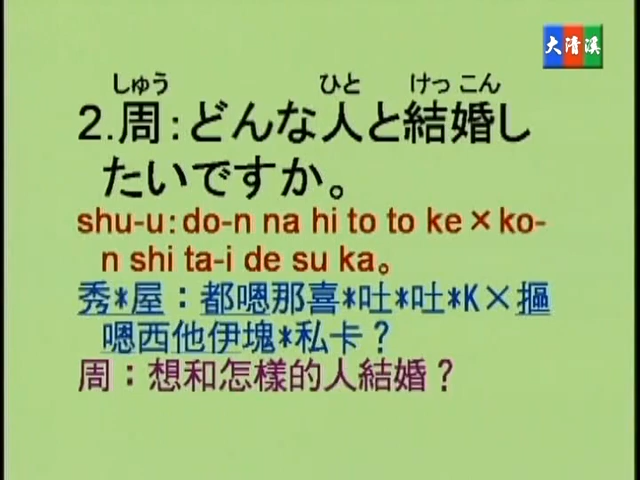 大清溪
しゅう ひと けっ こん
2.周：どんな人と結婚し
たいですか。
shu-u:do-n na hi to to ke×ko-
n shi ta-i de su ka。
秀*屋：都嗯那喜*吐*吐*K×摳
嗯西他伊塊*私卡？
周：想和怎樣的人結婚？